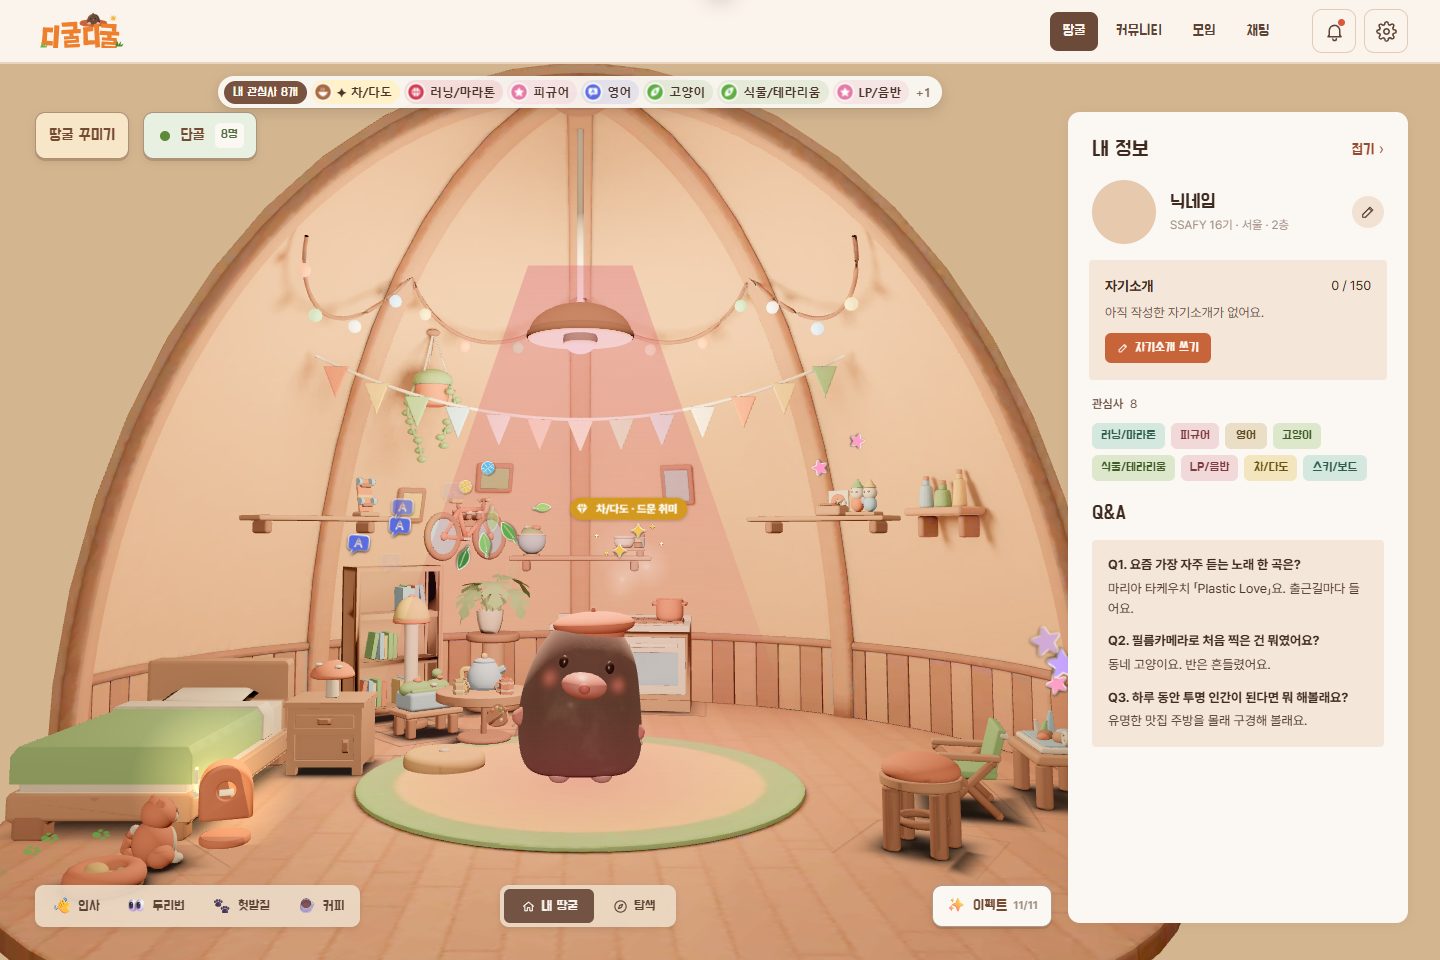 디굴디굴
땅굴
커뮤니티
모임
채팅
내 관심사 8개
✦ 차/다도
러닝/마라톤
피규어
영어
고양이
식물/테라리움
LP/음반
+1
땅굴 꾸미기
단골 8명
내 정보
접기 ›
닉네임
SSAFY 16기 · 서울 · 2층
자기소개 0 / 150
아직 작성한 자기소개가 없어요.
자기소개 쓰기
관심사 8
러닝/마라톤
피규어
영어
고양이
식물/테라리움
LP/음반
차/다도
스키/보드
Q&A
Q1. 요즘 가장 자주 듣는 노래 한 곡은?
마리아 타케우치 「Plastic Love」요. 출근길마다 들
어요.
Q2. 필름카메라로 처음 찍은 건 뭐였어요?
동네 고양이요. 반은 흔들렸어요.
Q3. 하루 동안 투명 인간이 된다면 뭐 해볼래요?
유명한 맛집 주방을 몰래 구경해 볼래요.
A
A
A
차/다도 · 드문 취미
인사
두리번
헛발질
커피
내 땅굴
탐색
이펙트 11/11